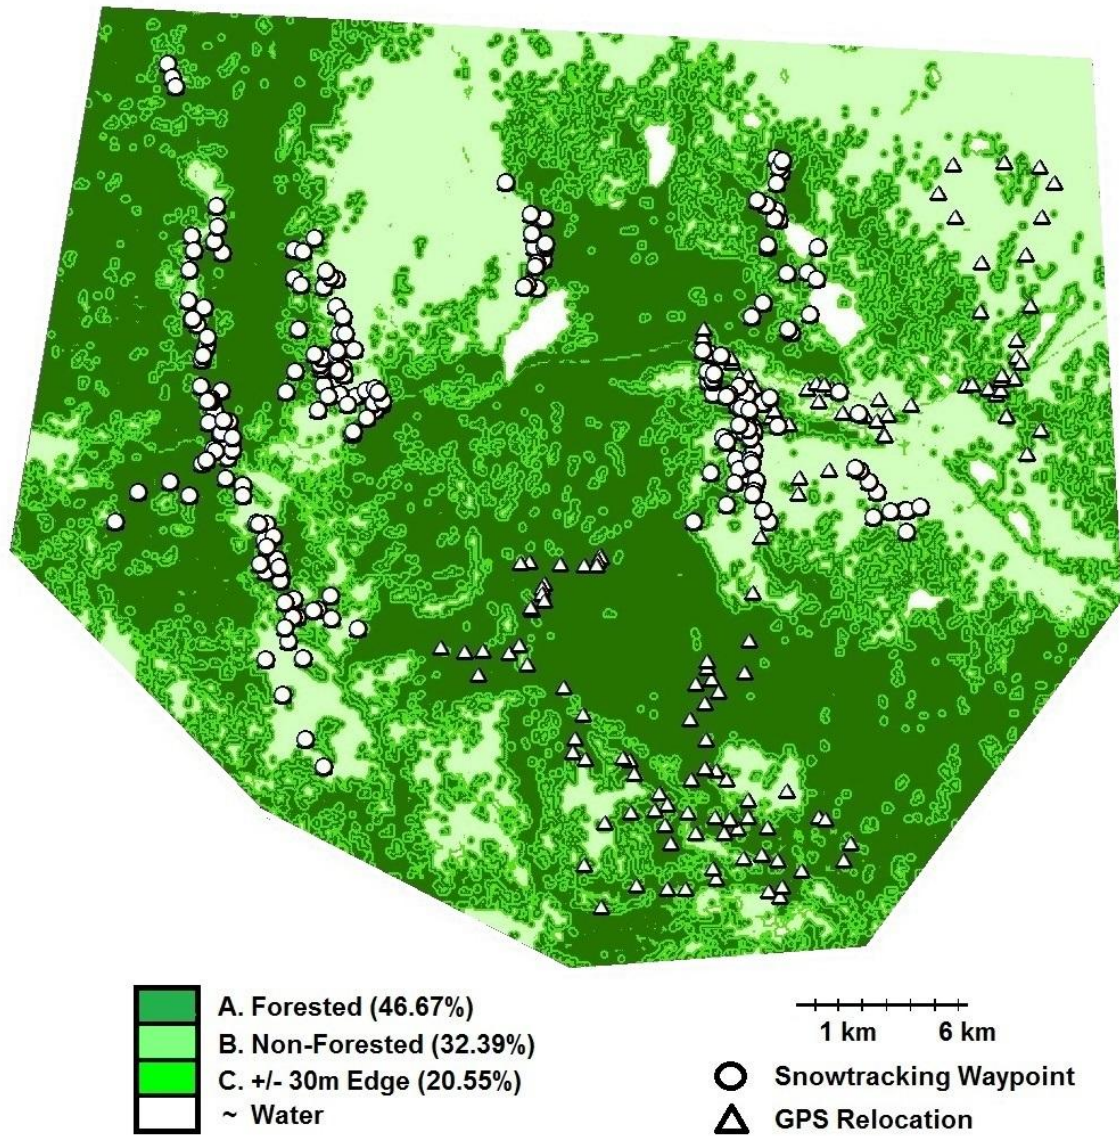 A. Forested (46.67%)
B. Non-Forested (32.39%)
C. +/- 30m Edge (20.55%)
~ Water
1 km 6 km
Snowtracking Waypoint
GPS Relocation